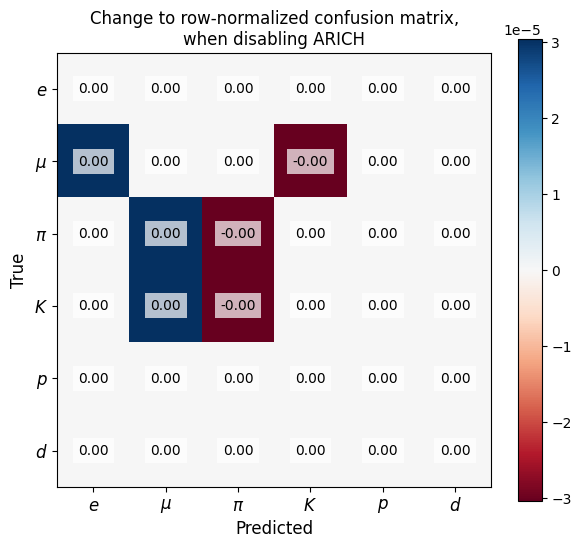 Change to row-normalized confusion matrix,
when disabling ARICH
1e−5
e 0.00 0.00 0.00 0.00 0.00 0.00
μ 0.00 0.00 0.00 -0.00 0.00 0.00
π 0.00 0.00 -0.00 0.00 0.00 0.00
K 0.00 0.00 -0.00 0.00 0.00 0.00
p 0.00 0.00 0.00 0.00 0.00 0.00
d 0.00 0.00 0.00 0.00 0.00 0.00
e μ π K p d
True
Predicted
3
2
1
0
−1
−2
−3